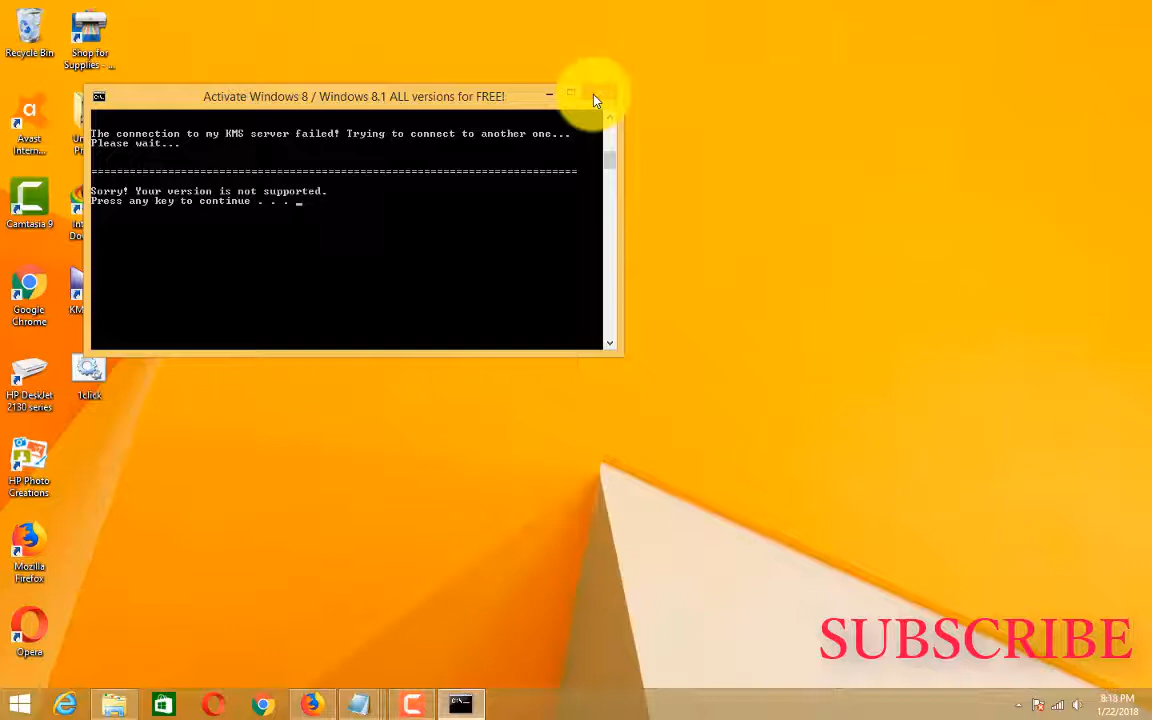 Recycle Bin
Shop for
Supplies - ...
Activate Windows 8 / Windows 8.1 ALL versions for FREE!
The connection to my KMS server failed! Trying to connect to another one...
Please wait...
============================================================================
Sorry! Your version is not supported.
Press any key to continue . . . _
Avast
Intern...
Camtasia 9
Google
Chrome
HP DeskJet
2130 series
1click
HP Photo
Creations
Mozilla
Firefox
Opera
SUBSCRIBE
8:18 PM
1/22/2018